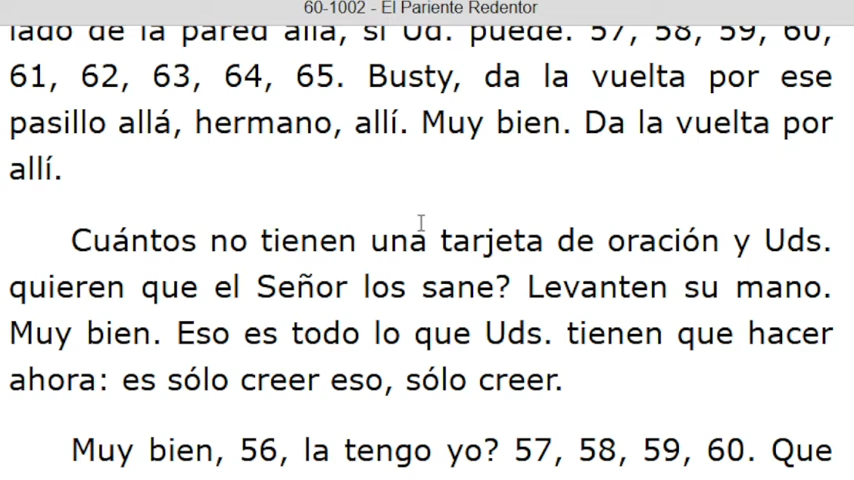 60-1002 - El Pariente Redentor
lado de la pared allá, si Ud. puede. 57, 58, 59, 60,
61, 62, 63, 64, 65. Busty, da la vuelta por ese
pasillo allá, hermano, allí. Muy bien. Da la vuelta por
allí.
Cuántos no tienen una tarjeta de oración y Uds.
quieren que el Señor los sane? Levanten su mano.
Muy bien. Eso es todo lo que Uds. tienen que hacer
ahora: es sólo creer eso, sólo creer.
Muy bien, 56, la tengo yo? 57, 58, 59, 60. Que